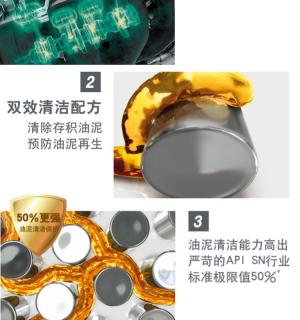 2
双效清洁配方
清除存积油泥
预防油泥再生
50%更强
油泥清洁保护
3
油泥清洁能力高出
严苛的API SN行业
标准极限值50%*